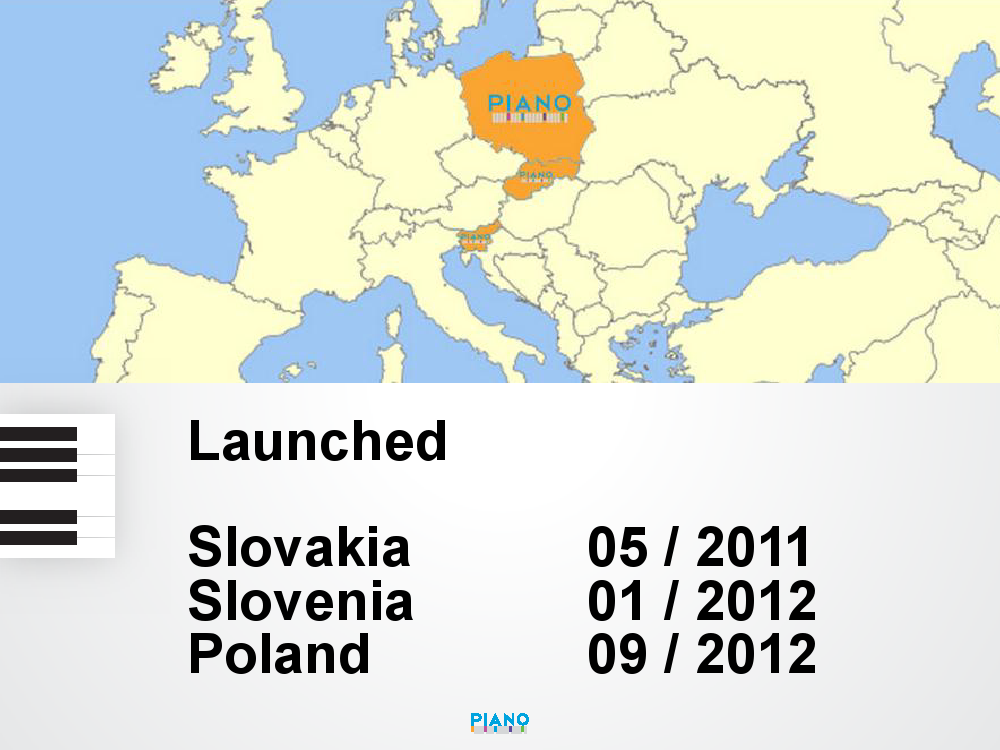 PIANO
PIANO
PIANO
Launched
Slovakia 05 / 2011
Slovenia 01 / 2012
Poland 09 / 2012
PIANO